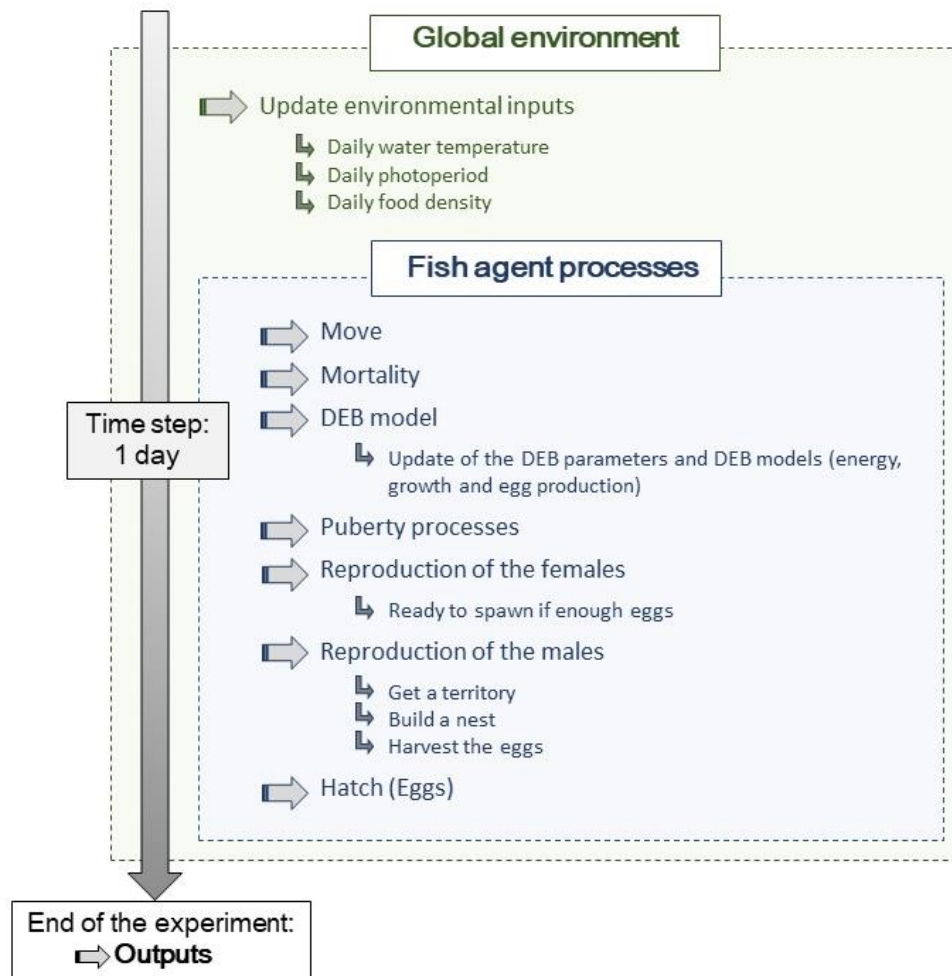 Global environment
Update environmental inputs
Daily water temperature
Daily photoperiod
Daily food density
Fish agent processes
Move
Mortality
DEB model
Update of the DEB parameters and DEB models (energy,
growth and egg production)
Puberty processes
Reproduction of the females
Ready to spawn if enough eggs
Reproduction of the males
Get a territory
Build a nest
Harvest the eggs
Hatch (Eggs)
Time step:
1 day
End of the experiment:
Outputs